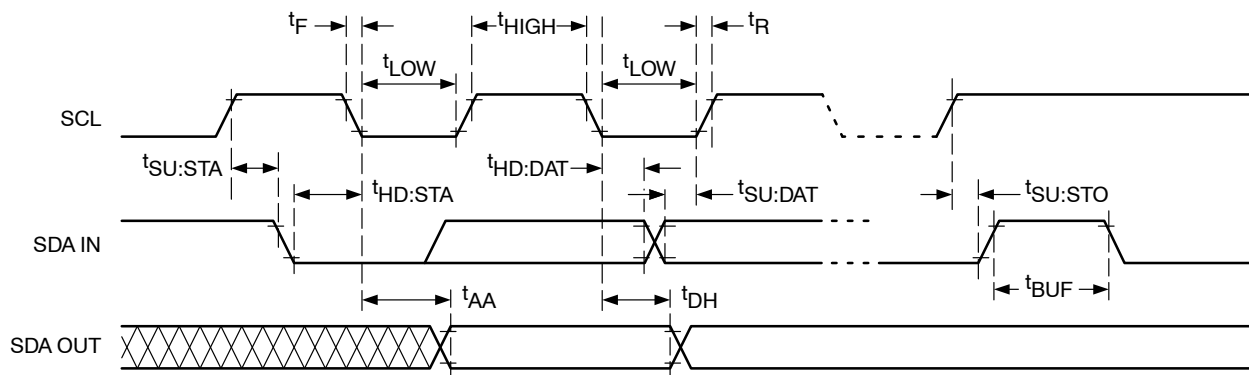 tF
tHIGH
tR
tLOW
tLOW
SCL
tSU:STA
tHD:STA
tHD:DAT
tSU:DAT
tSU:STO
SDA IN
tBUF
tAA
tDH
SDA OUT